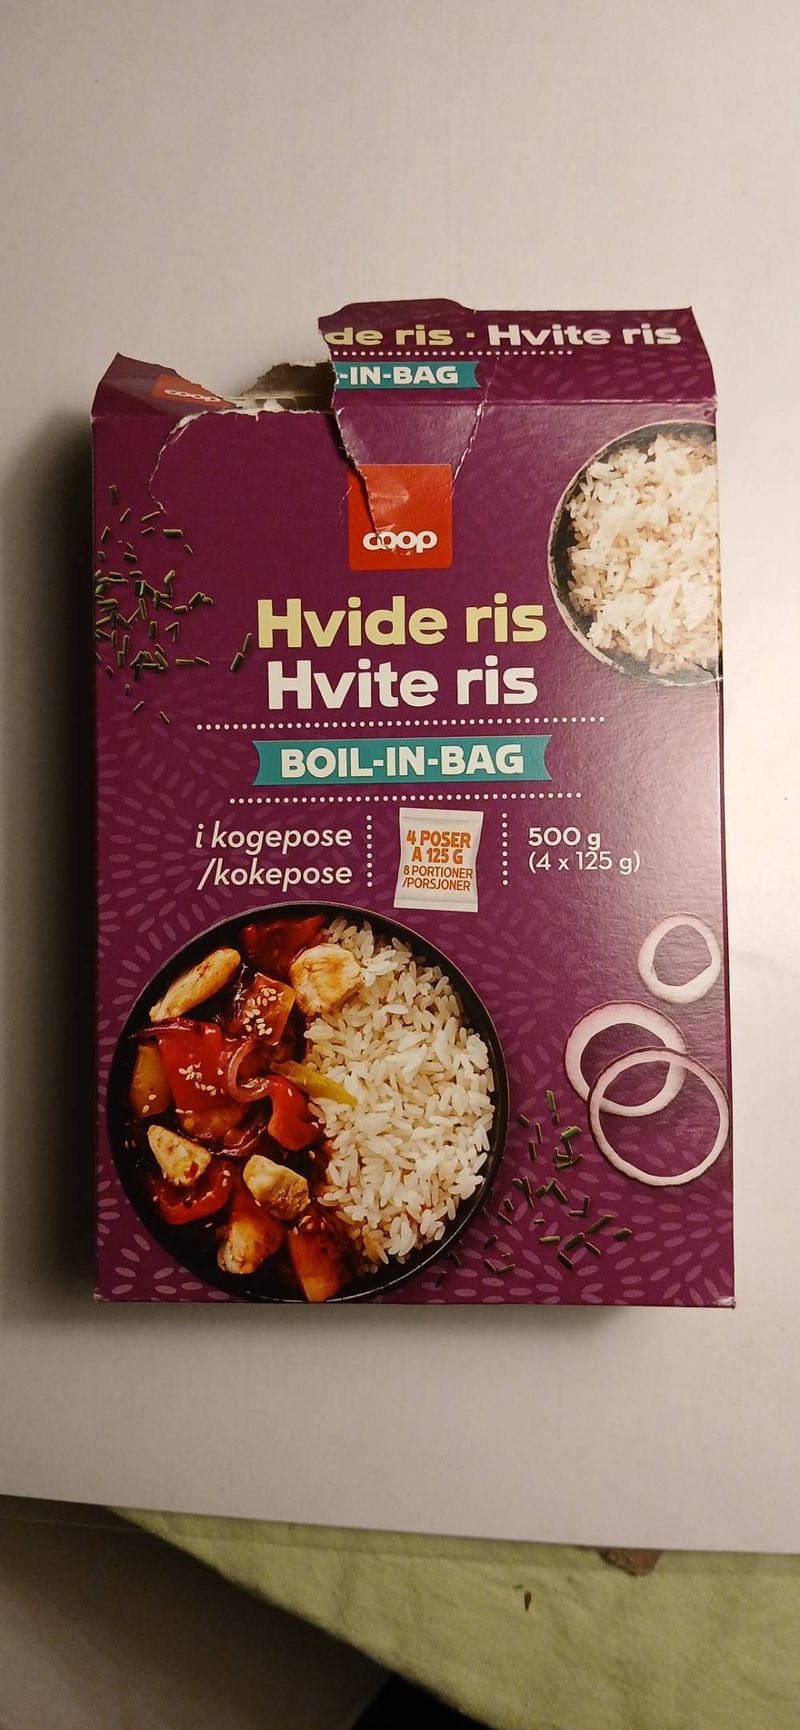 de ris · Hvite ris
-IN-BAG
coop
coop
Hvide ris
Hvite ris
BOIL-IN-BAG
i kogepose
/kokepose
4 POSER
A 125 G
8 PORTIONER
/PORSJONER
500 g
(4 x 125 g)